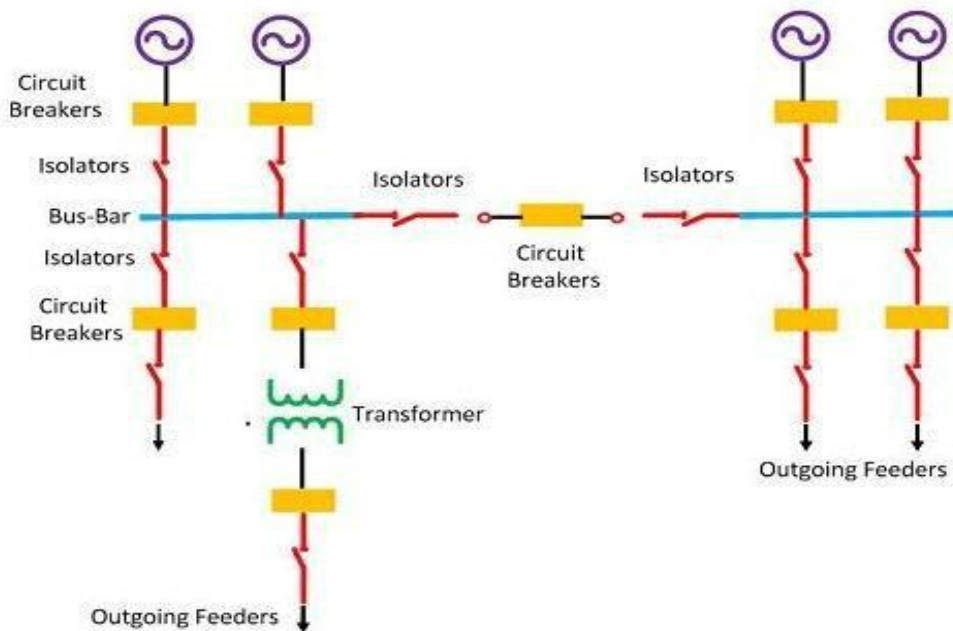 Circuit
Breakers
Isolators
Isolators
Isolators
Bus-Bar
Isolators
Circuit
Breakers
Circuit
Breakers
Transformer
Outgoing Feeders
Outgoing Feeders